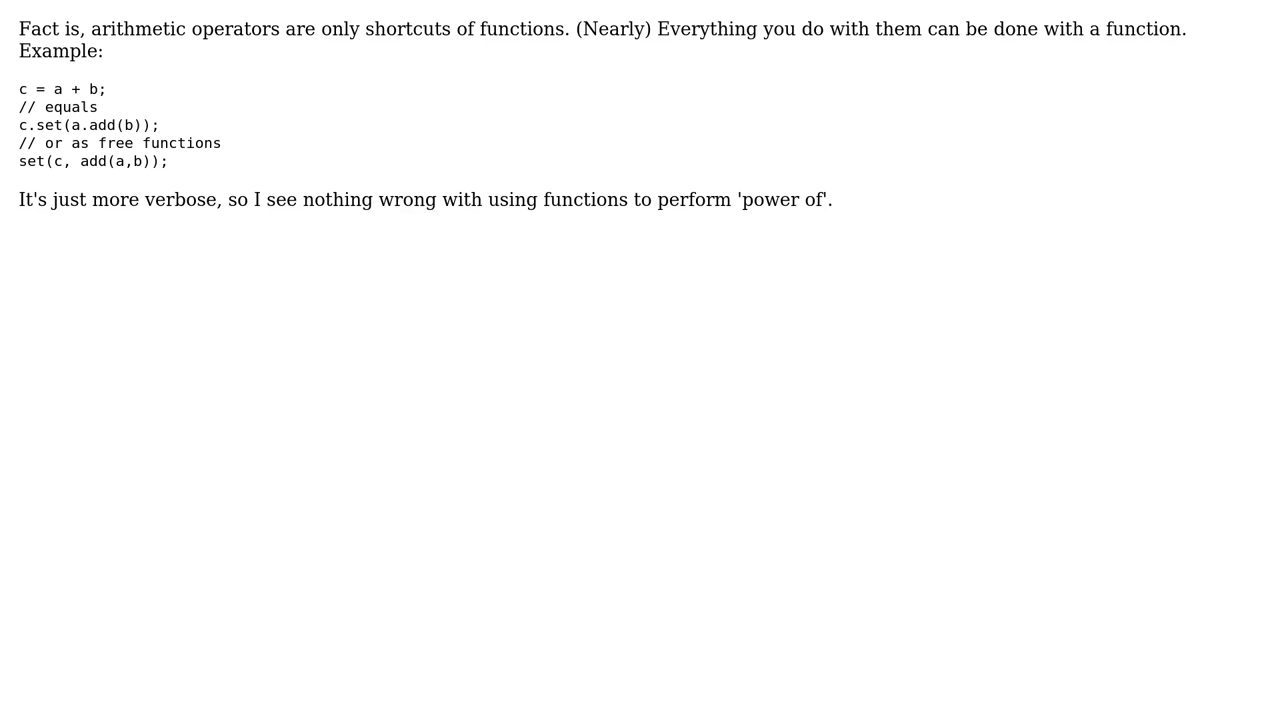 Fact is, arithmetic operators are only shortcuts of functions. (Nearly) Everything you do with them can be done with a function.
Example:
c = a + b;
// equals
c.set(a.add(b));
// or as free functions
set(c, add(a,b));
It's just more verbose, so I see nothing wrong with using functions to perform 'power of'.